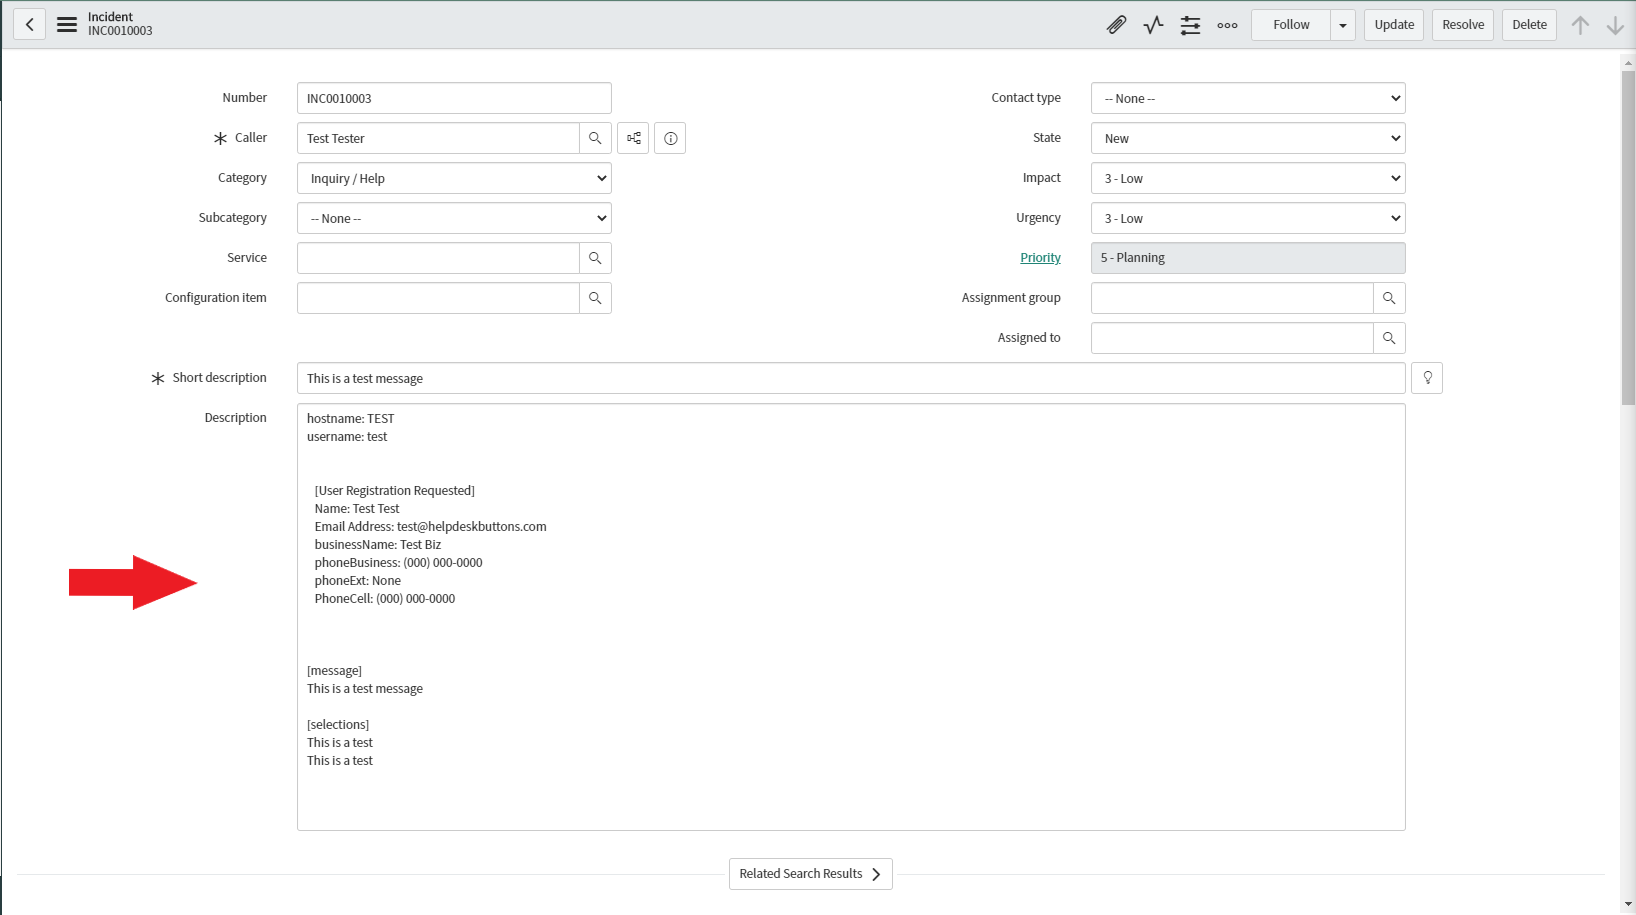 Incident
INC0010003
Follow
Update
Resolve
Delete
Number
INC0010003
Contact type
-- None --
Caller
Test Tester
State
New
Category
Inquiry / Help
Impact
3 - Low
Subcategory
-- None --
Urgency
3 - Low
Service
Priority
5 - Planning
Configuration item
Assignment group
Assigned to
Short description
This is a test message
Description
hostname: TEST
username: test
[User Registration Requested]
Name: Test Test
Email Address: test@helpdeskbuttons.com
businessName: Test Biz
phoneBusiness: (000) 000-0000
phoneExt: None
PhoneCell: (000) 000-0000
[message]
This is a test message
[selections]
This is a test
This is a test
Related Search Results